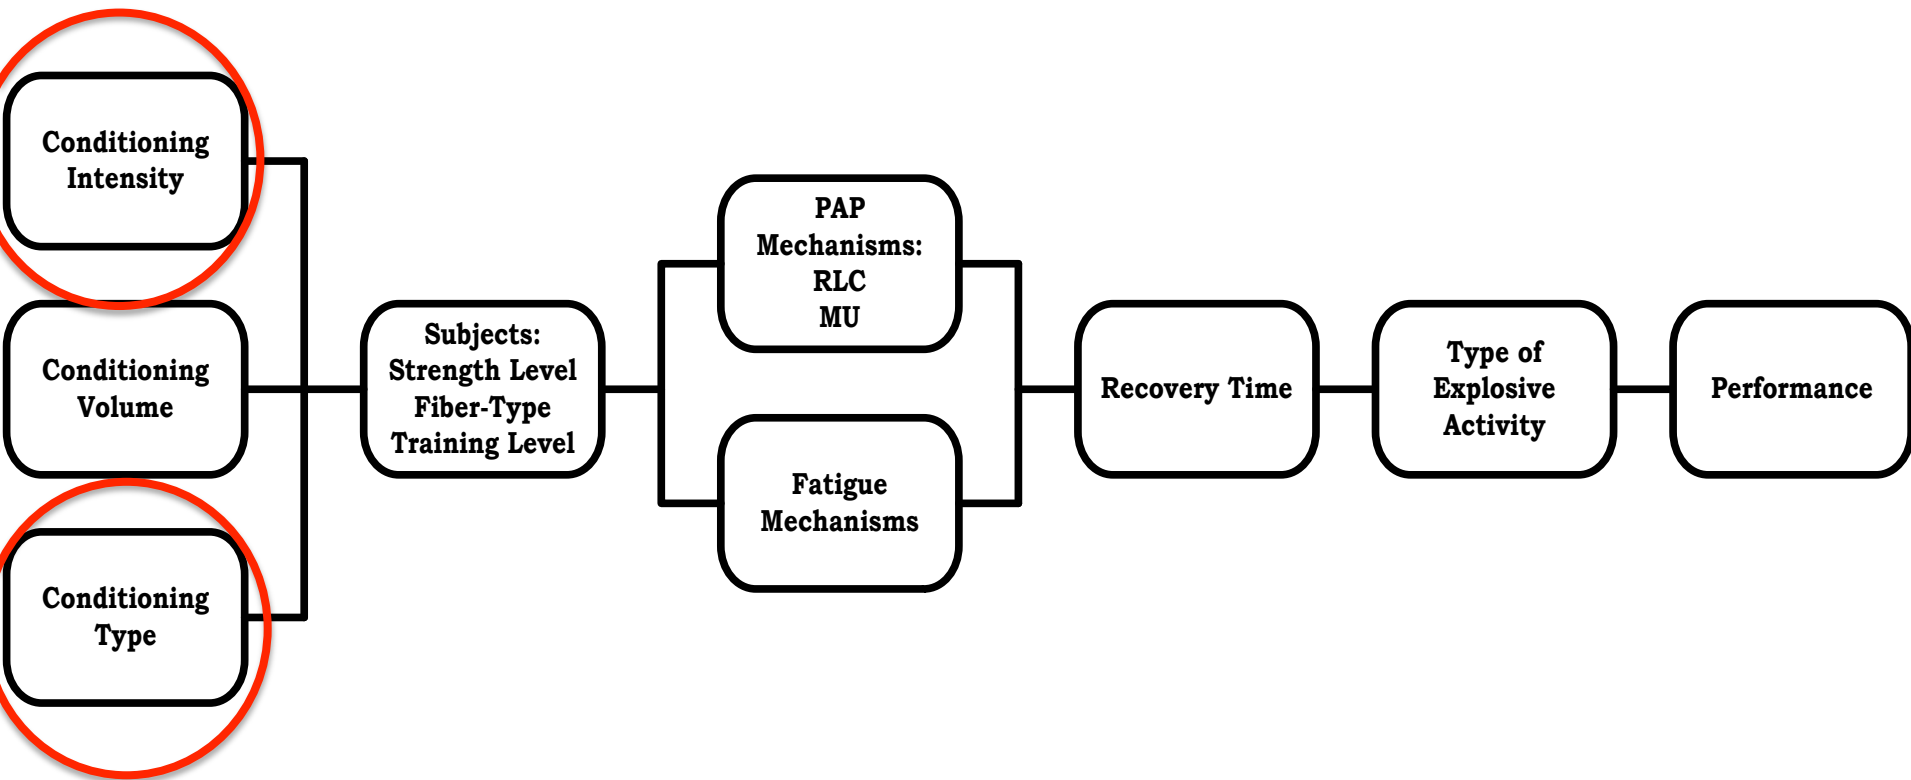 Conditioning
Intensity
Conditioning
Volume
Conditioning
Type
Subjects:
Strength Level
Fiber-Type
Training Level
PAP
Mechanisms:
RLC
MU
Fatigue
Mechanisms
Recovery Time
Type of
Explosive
Activity
Performance